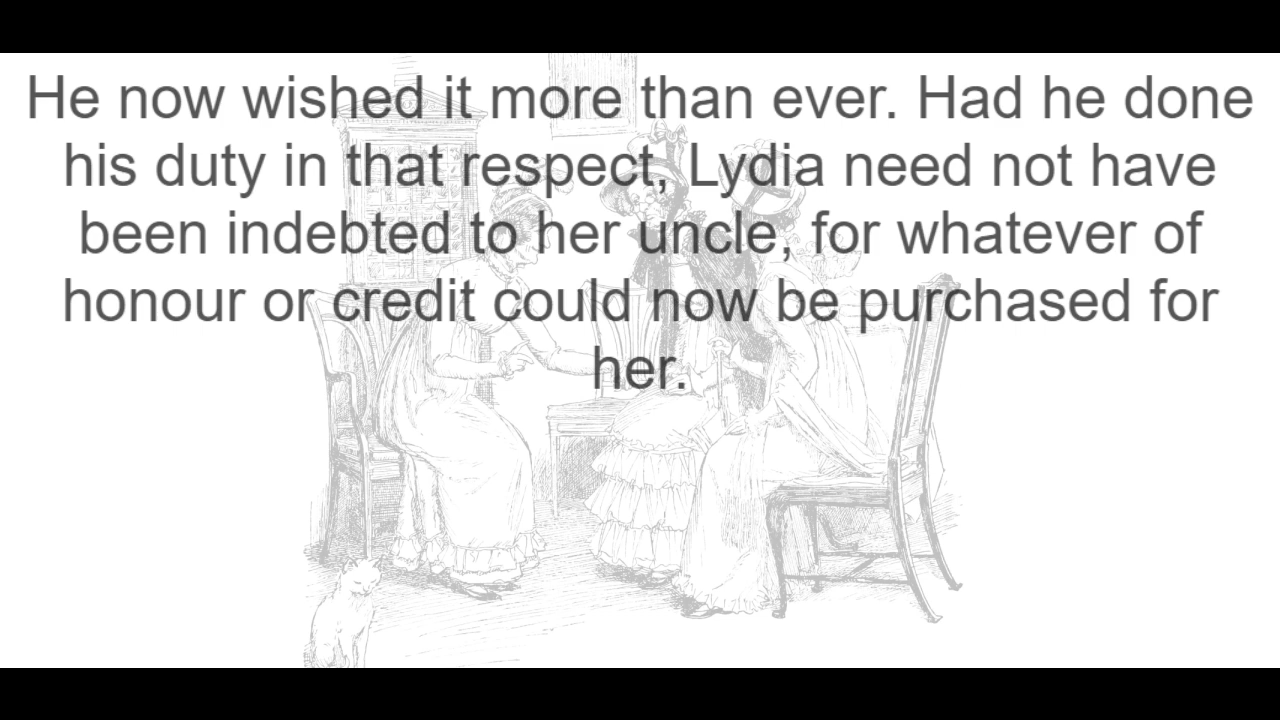 He now wished it more than ever. Had he done
his duty in that respect, Lydia need not have
been indebted to her uncle, for whatever of
honour or credit could now be purchased for
her.